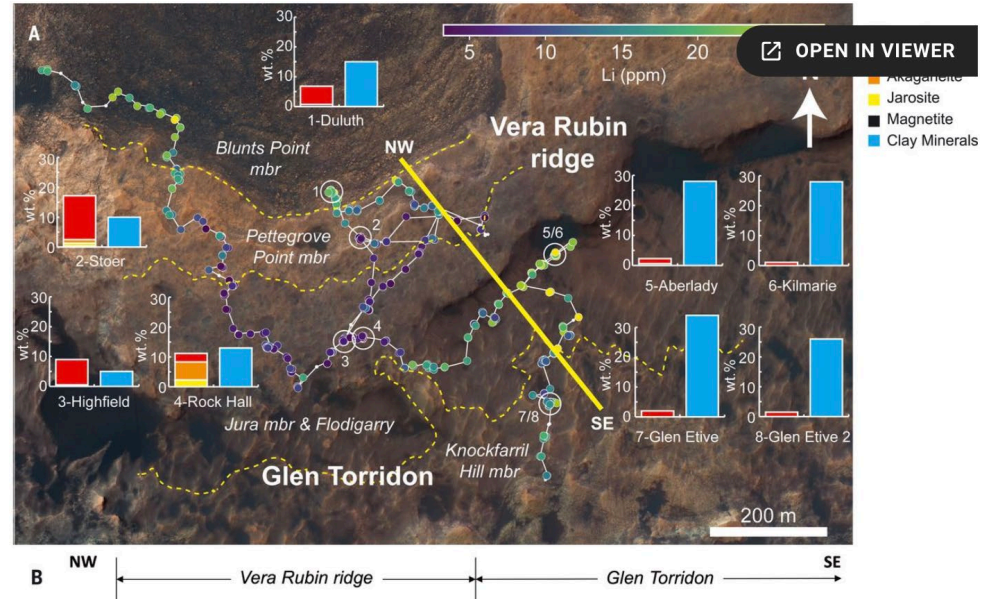 A
30
20
10
0
wt.%
1-Duluth
5
10
15
20
Li (ppm)
OPEN IN VIEWER
N
Akaganeite
Jarosite
Magnetite
Clay Minerals
Vera Rubin
ridge
NW
Blunts Point
mbr
1
2
Pettegrove
Point mbr
30
20
10
0
wt.%
2-Stoer
5/6
30
20
10
0
wt.%
5-Aberlady
30
20
10
0
wt.%
6-Kilmarie
30
20
10
0
wt.%
3-Highfield
30
20
10
0
wt.%
4-Rock Hall
3
4
30
20
10
0
wt.%
7-Glen Etive
30
20
10
0
wt.%
8-Glen Etive 2
7/8
SE
Jura mbr & Flodigarry
Knockfarril
Hill mbr
Glen Torridon
200 m
B
NW
Vera Rubin ridge
Glen Torridon
SE